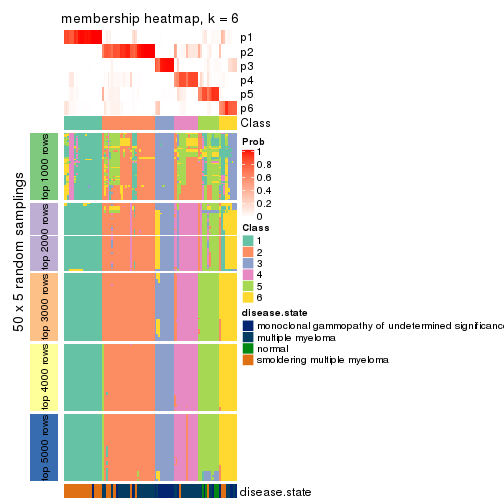 membership heatmap, k = 6
p1
p2
p3
p4
p5
p6
Class
Prob
1
0.8
0.6
0.4
0.2
0
Class
1
2
3
4
5
6
disease.state
monoclonal gammopathy of undetermined significance
multiple myeloma
normal
smoldering multiple myeloma
50 x 5 random samplings
top 1000 rows
top 2000 rows
top 3000 rows
top 4000 rows
top 5000 rows
disease.state